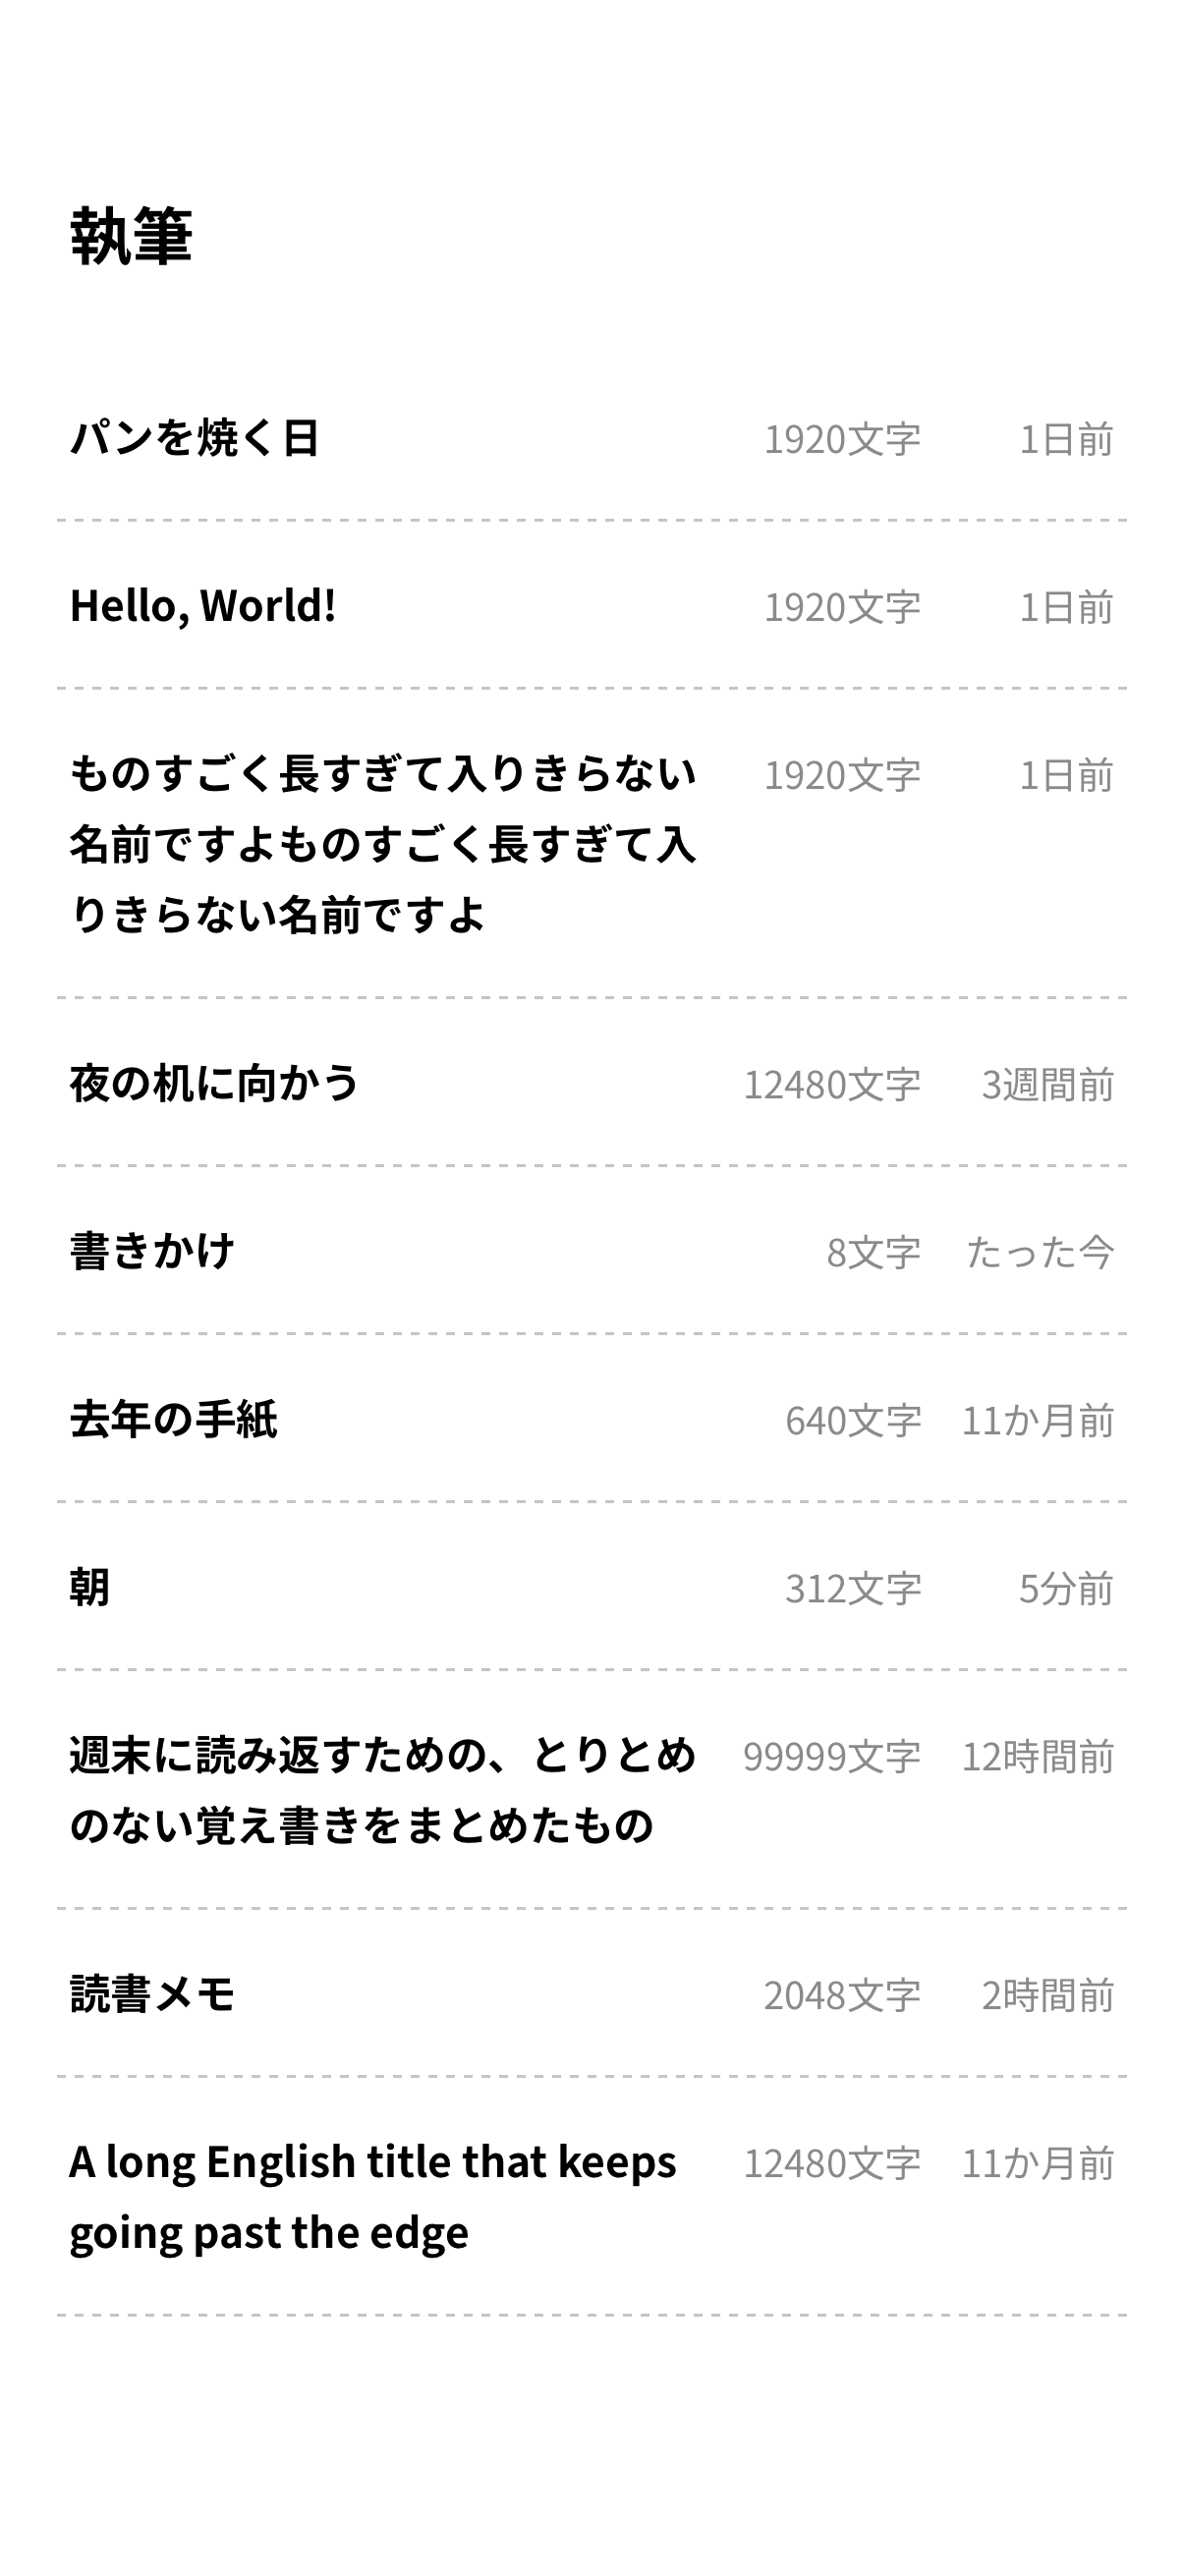 執筆
パンを焼く日 1920文字 1日前
Hello, World! 1920文字 1日前
ものすごく長すぎて入りきらない 1920文字 1日前
名前ですよものすごく長すぎて入
りきらない名前ですよ
夜の机に向かう 12480文字 3週間前
書きかけ 8文字 たった今
去年の手紙 640文字 11か月前
朝 312文字 5分前
週末に読み返すための、とりとめ 99999文字 12時間前
のない覚え書きをまとめたもの
読書メモ 2048文字 2時間前
A long English title that keeps 12480文字 11か月前
going past the edge